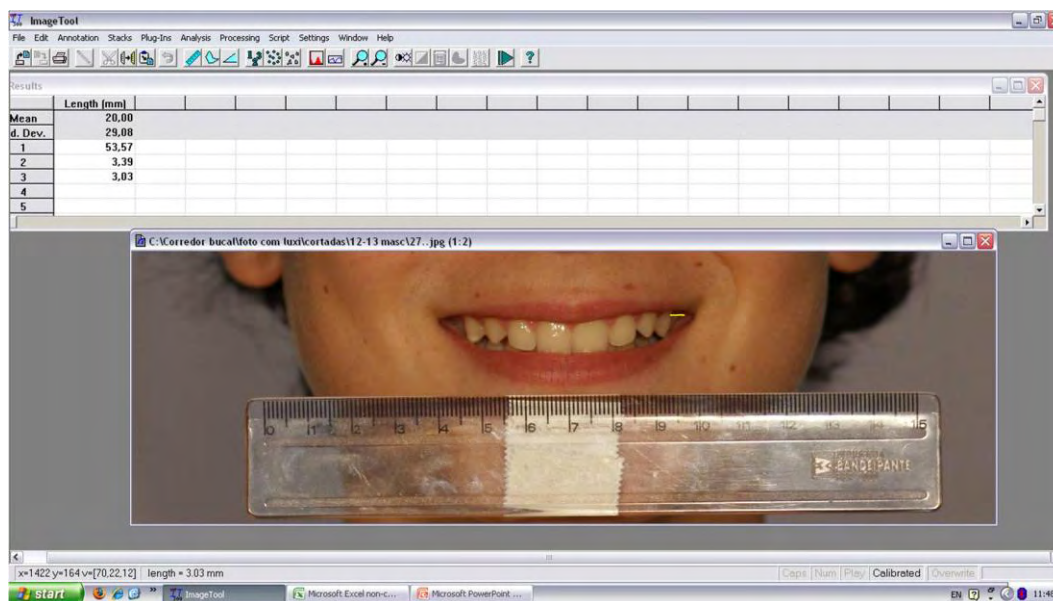 ImageTool
File Edit Annotation Stacks Plug-Ins Analysis Processing Script Settings Window Help
Results
Length (mm)
Mean 20,00
d. Dev. 29,08
1 53,57
2 3,39
3 3,03
4
5
C:\Corredor bucal\foto com luxi\cortadas\12-13 masc\27..jpg (1:2)
0 1 2 3 4 5 6 7 8 9 10 11 12 13 14 15
BANDEIRANTE
x=1422 y=164 v=[70,22,12] length = 3.03 mm Caps Num Play Calibrated Overwrite
start ImageTool Microsoft Excel non-c... Microsoft PowerPoint ... EN 11:48